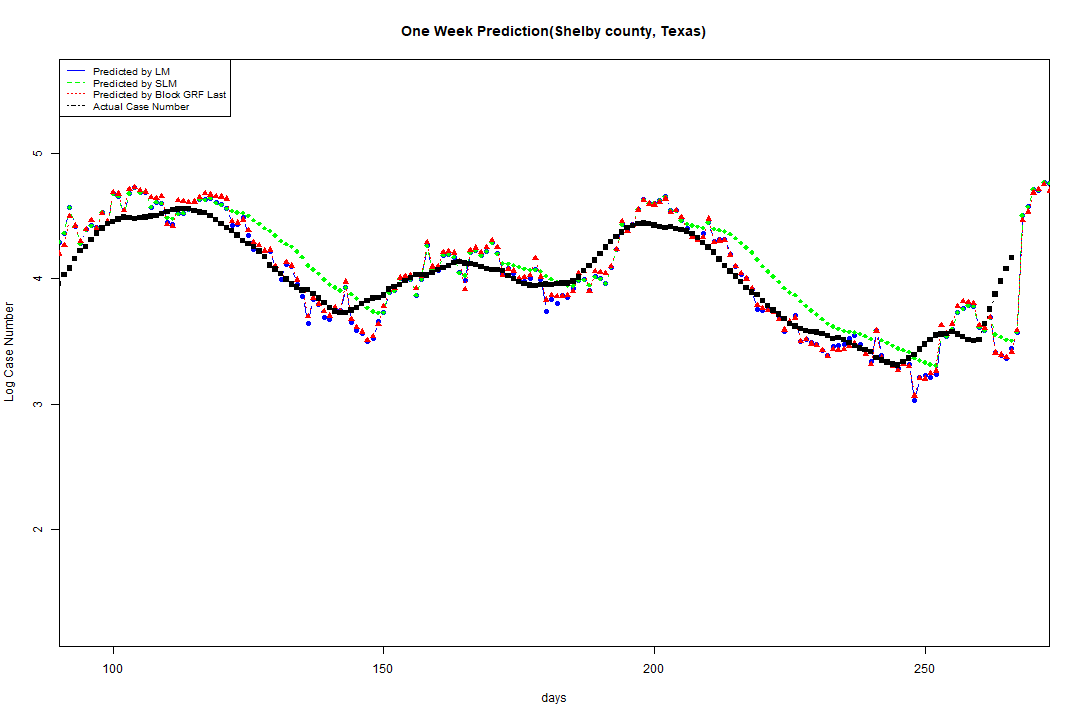 One Week Prediction(Shelby county, Texas)
Predicted by LM
Predicted by SLM
Predicted by Block GRF Last
Actual Case Number
5
4
3
2
Log Case Number
100
150
200
250
days